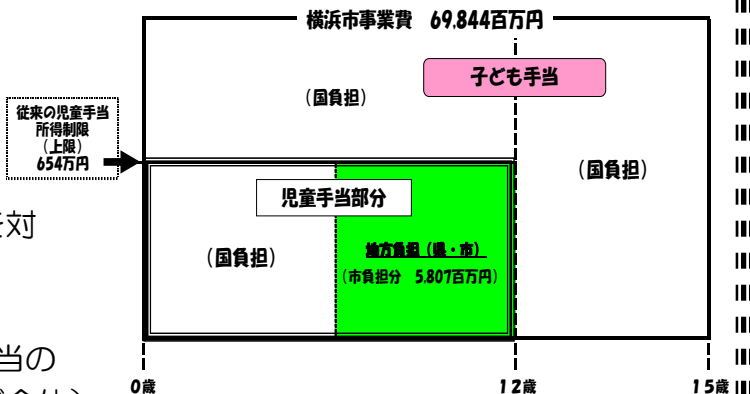 横浜市事業費　69,844百万円
子ども手当
（国負担）
従来の児童手当
所得制限
（上限）
654万円
（国負担）
児童手当部分
対
（国負担）
地方負担（県・市）
（市負担分　5,807百万円）
当の
0歳
12歳
15歳